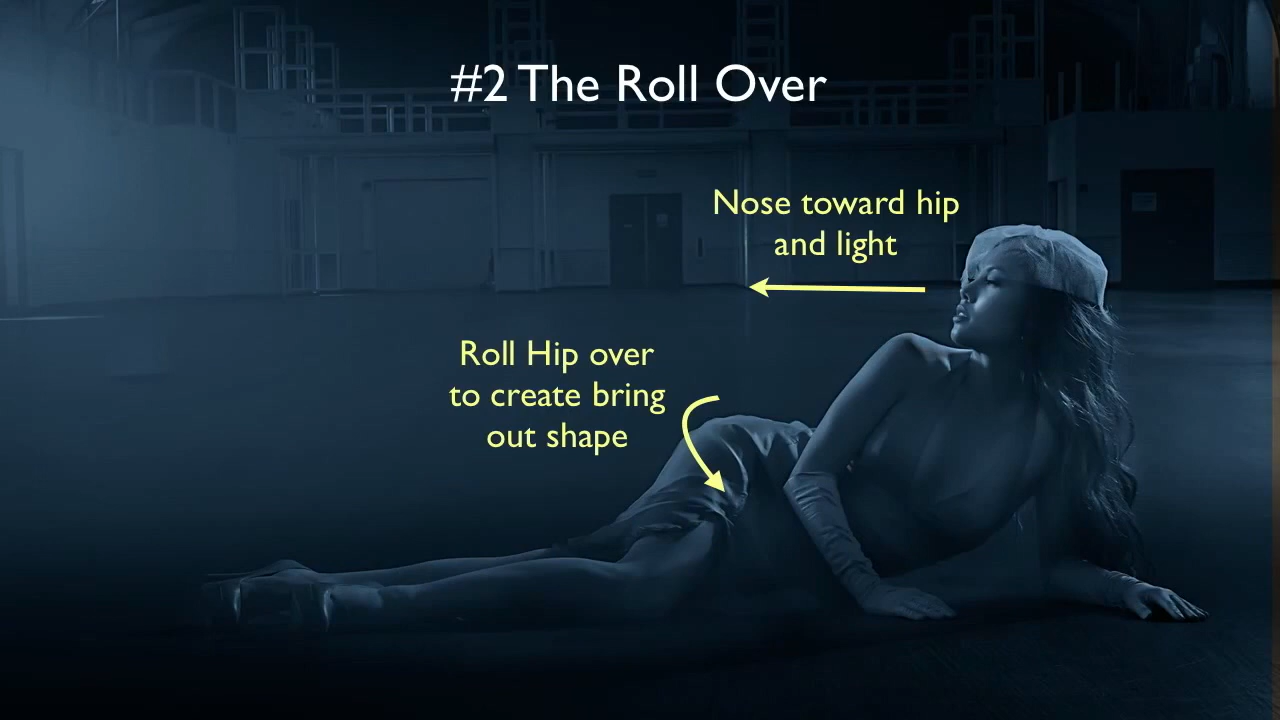 #2 The Roll Over
Nose toward hip
and light
Roll Hip over
to create bring
out shape